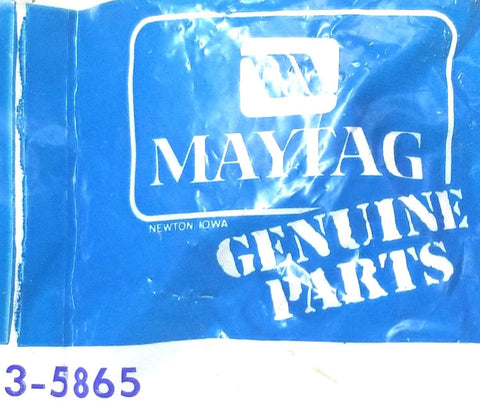 MAYTAG
NEWTON IOWA
GENUINE
PARTS
3-5865